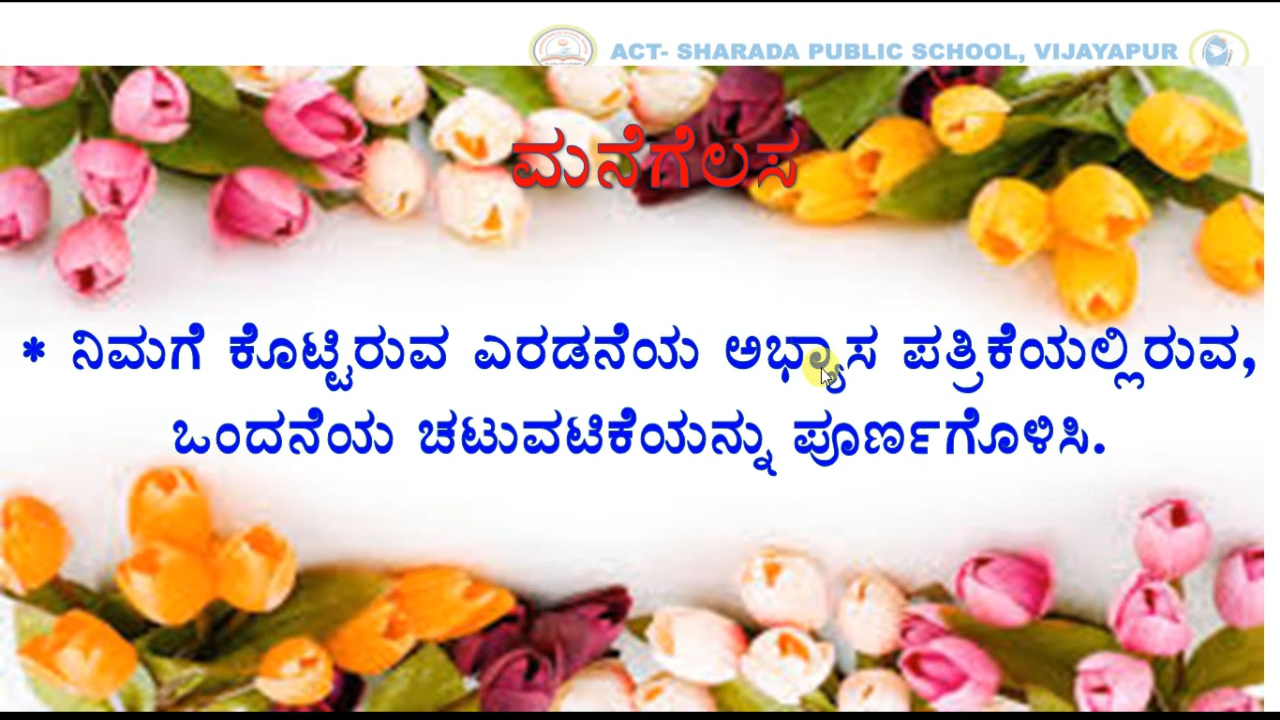 ACT- SHARADA PUBLIC SCHOOL, VIJAYAPUR
ಮನೆಗೆಲಸ
* ನಿಮಗೆ ಕೊಟ್ಟಿರುವ ಎರಡನೆಯ ಅಭ್ಯಾಸ ಪತ್ರಿಕೆಯಲ್ಲಿರುವ,
ಒಂದನೆಯ ಚಟುವಟಿಕೆಯನ್ನು ಪೂರ್ಣಗೊಳಿಸಿ.